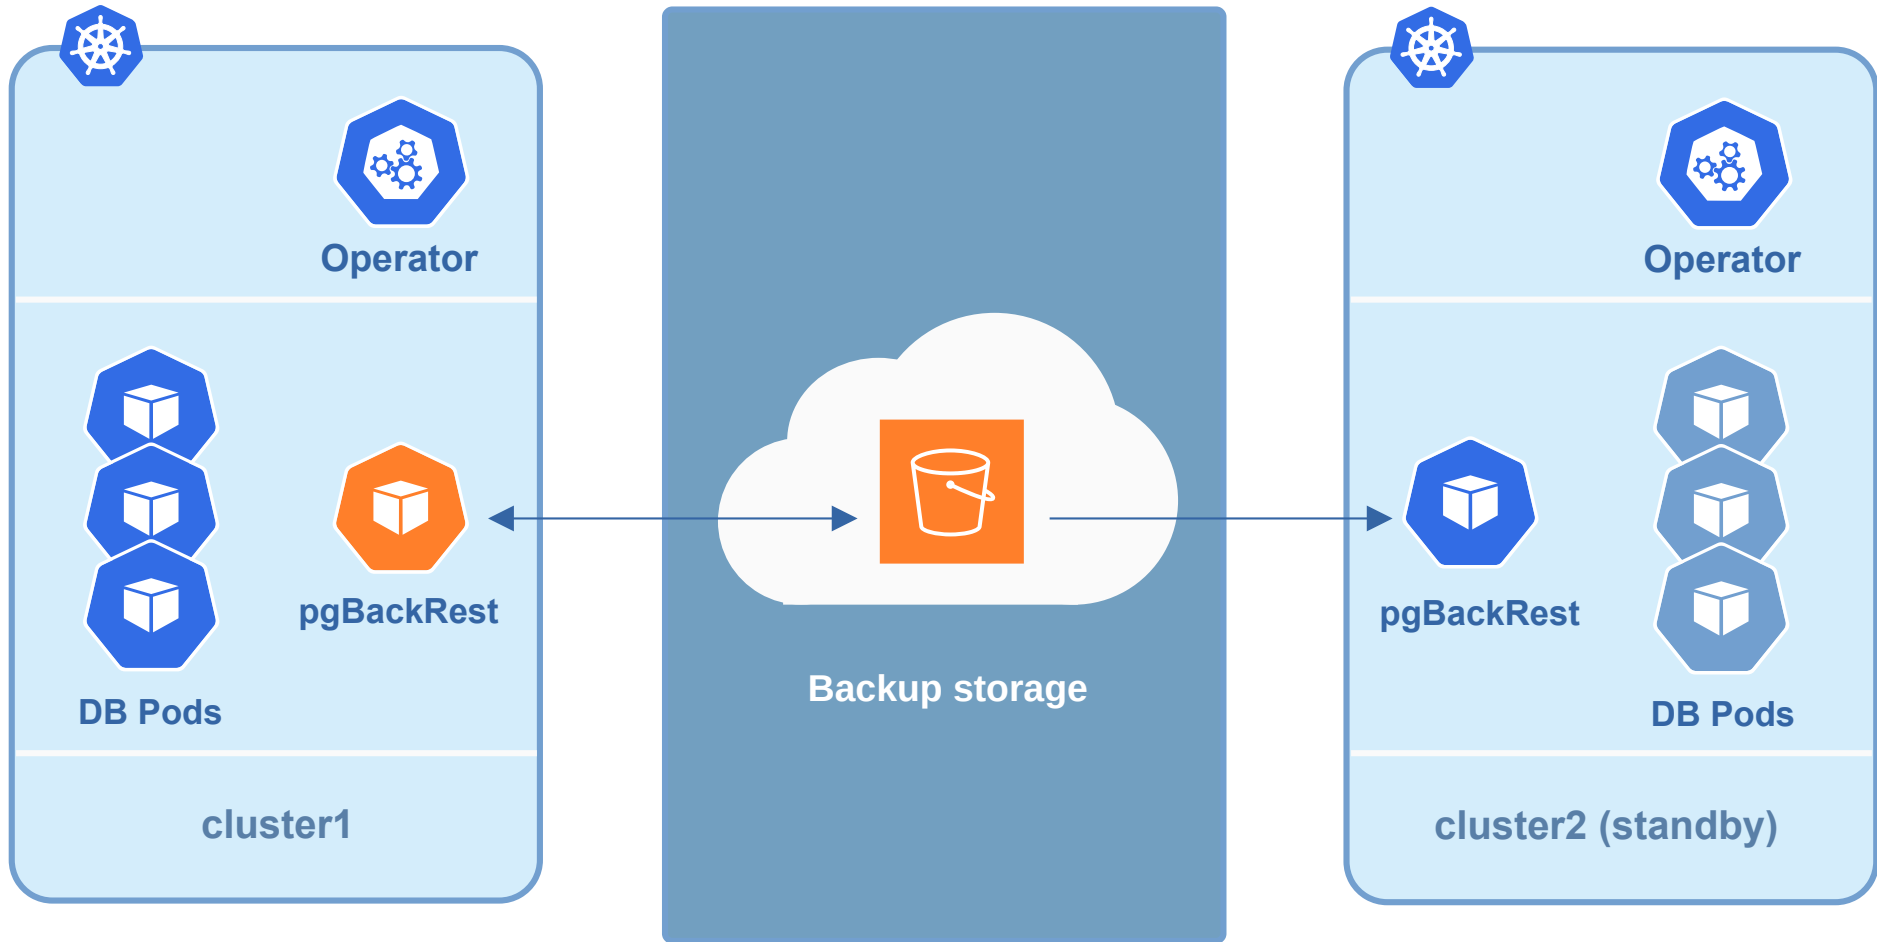 Operator
DB Pods
pgBackRest
cluster1
Backup storage
Operator
pgBackRest
DB Pods
cluster2 (standby)